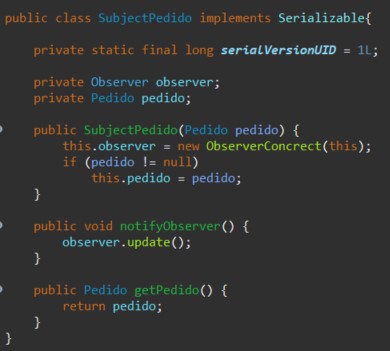 public class SubjectPedido implements Serializable{
private static final long serialVersionUID = 1L;
private Observer observer;
private Pedido pedido;
public SubjectPedido(Pedido pedido) {
this.observer = new ObserverConcrect(this);
if (pedido != null)
this.pedido = pedido;
}
public void notifyObserver() {
observer.update();
}
public Pedido getPedido() {
return pedido;
}
}